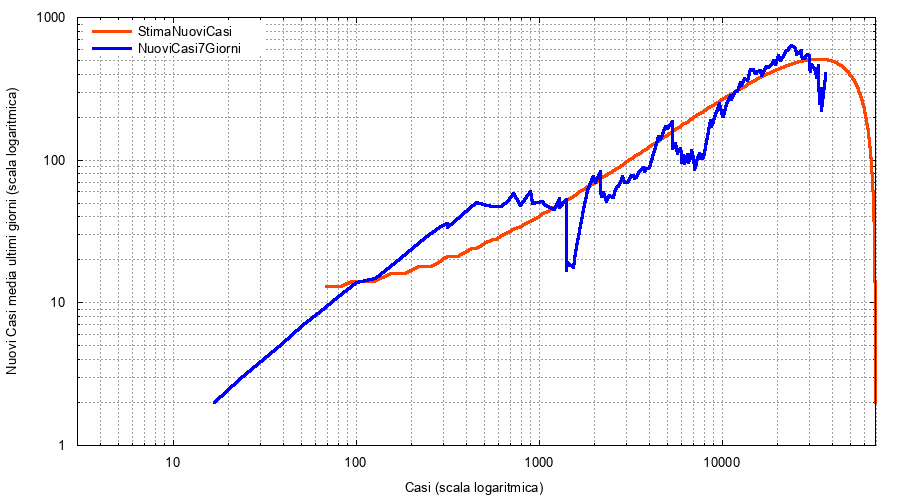 1000
StimaNuoviCasi
NuoviCasi7Giorni
100
10
1
Nuovi Casi media ultimi giorni (scala logaritmica)
10 100 1000 10000
Casi (scala logaritmica)